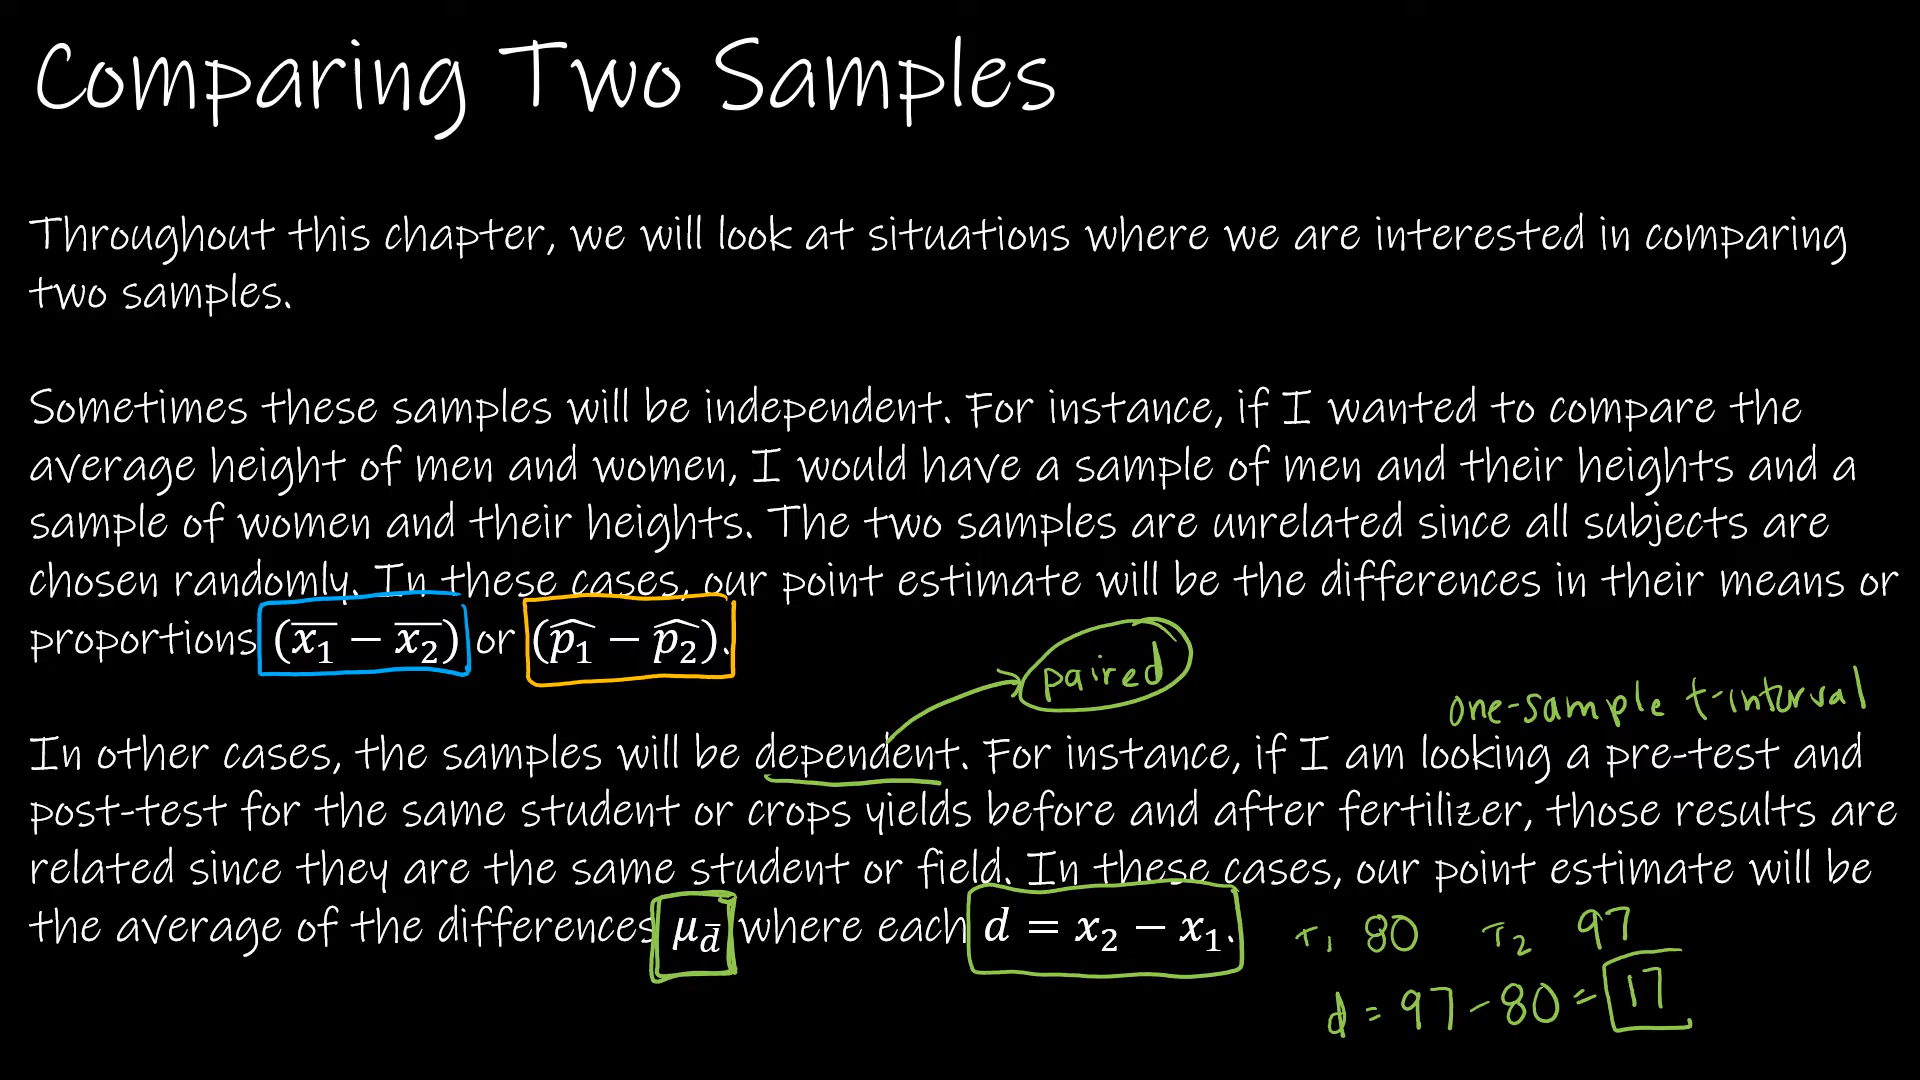 Comparing Two Samples
Throughout this chapter, we will look at situations where we are interested in comparing
two samples.
Sometimes these samples will be independent. For instance, if I wanted to compare the
average height of men and women, I would have a sample of men and their heights and a
sample of women and their heights. The two samples are unrelated since all subjects are
chosen randomly. In these cases, our point estimate will be the differences in their means or
proportions (x̅₁ − x̅₂) or (p̂₁ − p̂₂).
paired
one-sample t-interval
In other cases, the samples will be dependent. For instance, if I am looking a pre-test and
post-test for the same student or crops yields before and after fertilizer, those results are
related since they are the same student or field. In these cases, our point estimate will be
the average of the differences μ_d̅ where each d = x₂ − x₁.
T₁ 80 T₂ 97
d = 97 - 80 = 17